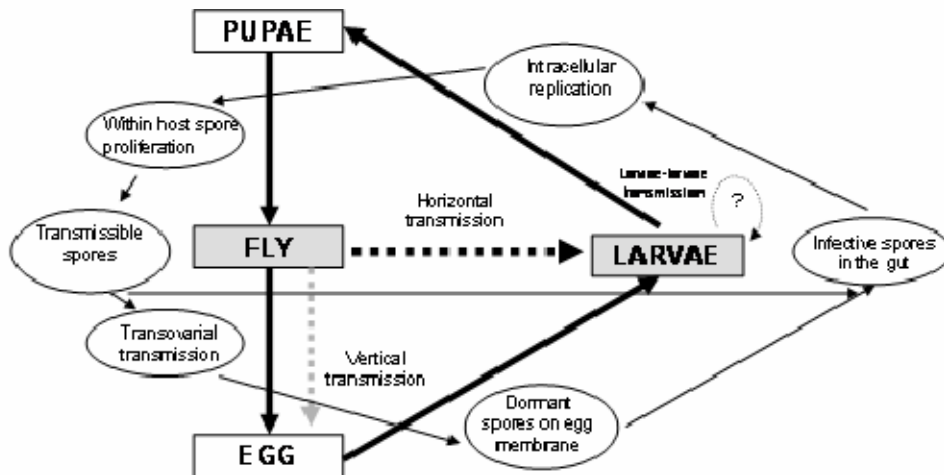 PUPAE
Intracellular
replication
Within host spore
proliferation
Larvae-larvae
transmission
?
Horizontal
transmission
Transmissible
spores
FLY
LARVAE
Infective spores
in the gut
Transovarial
transmission
Vertical
transmission
Dormant
spores on egg
membrane
EGG